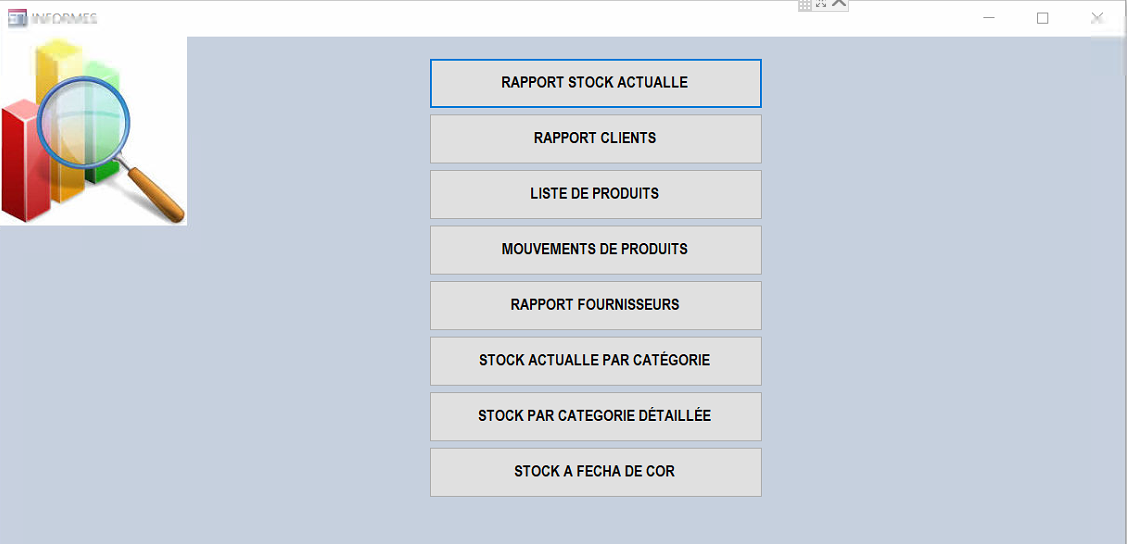 INFORMES
RAPPORT STOCK ACTUALLE
RAPPORT CLIENTS
LISTE DE PRODUITS
MOUVEMENTS DE PRODUITS
RAPPORT FOURNISSEURS
STOCK ACTUALLE PAR CATÉGORIE
STOCK PAR CATEGORIE DÉTAILLÉE
STOCK A FECHA DE COR